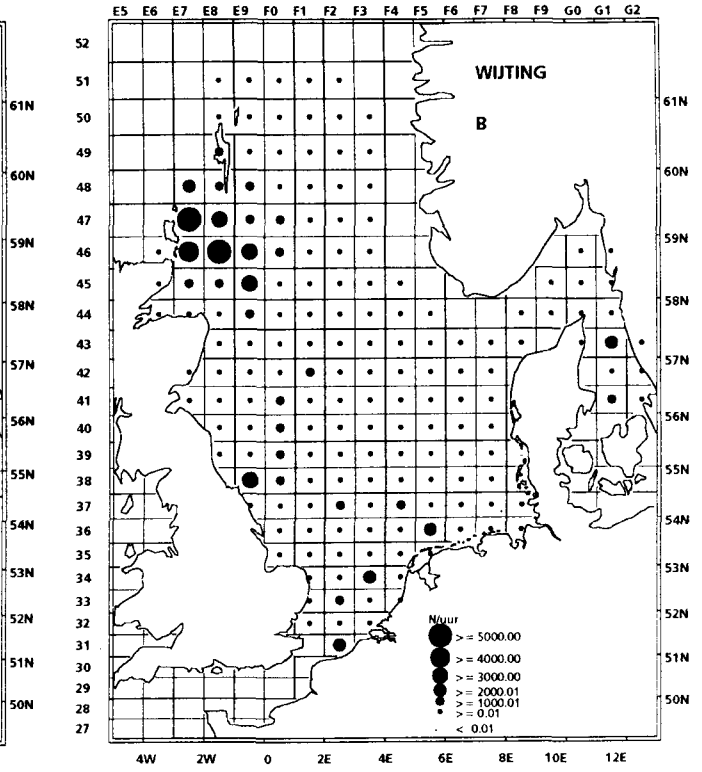 E5 E6 E7 E8 E9 F0 F1 F2 F3 F4 F5 F6 F7 F8 F9 G0 G1 G2
52
51
50
49
48
47
46
45
44
43
42
41
40
39
38
37
36
35
34
33
32
31
30
29
28
27
61N
60N
59N
58N
57N
56N
55N
54N
53N
52N
51N
50N
WIJTING
B
61N
60N
59N
58N
57N
56N
55N
54N
53N
52N
51N
50N
N/uur
> = 5000.00
> = 4000.00
> = 3000.00
> = 2000.01
> = 1000.01
> = 0.01
< 0.01
4W 2W 0 2E 4E 6E 8E 10E 12E